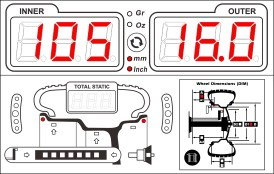 INNER
OUTER
Gr
Oz
mm
Inch
105
16.0
TOTAL STATIC
Wheel Dimensions (DIM)